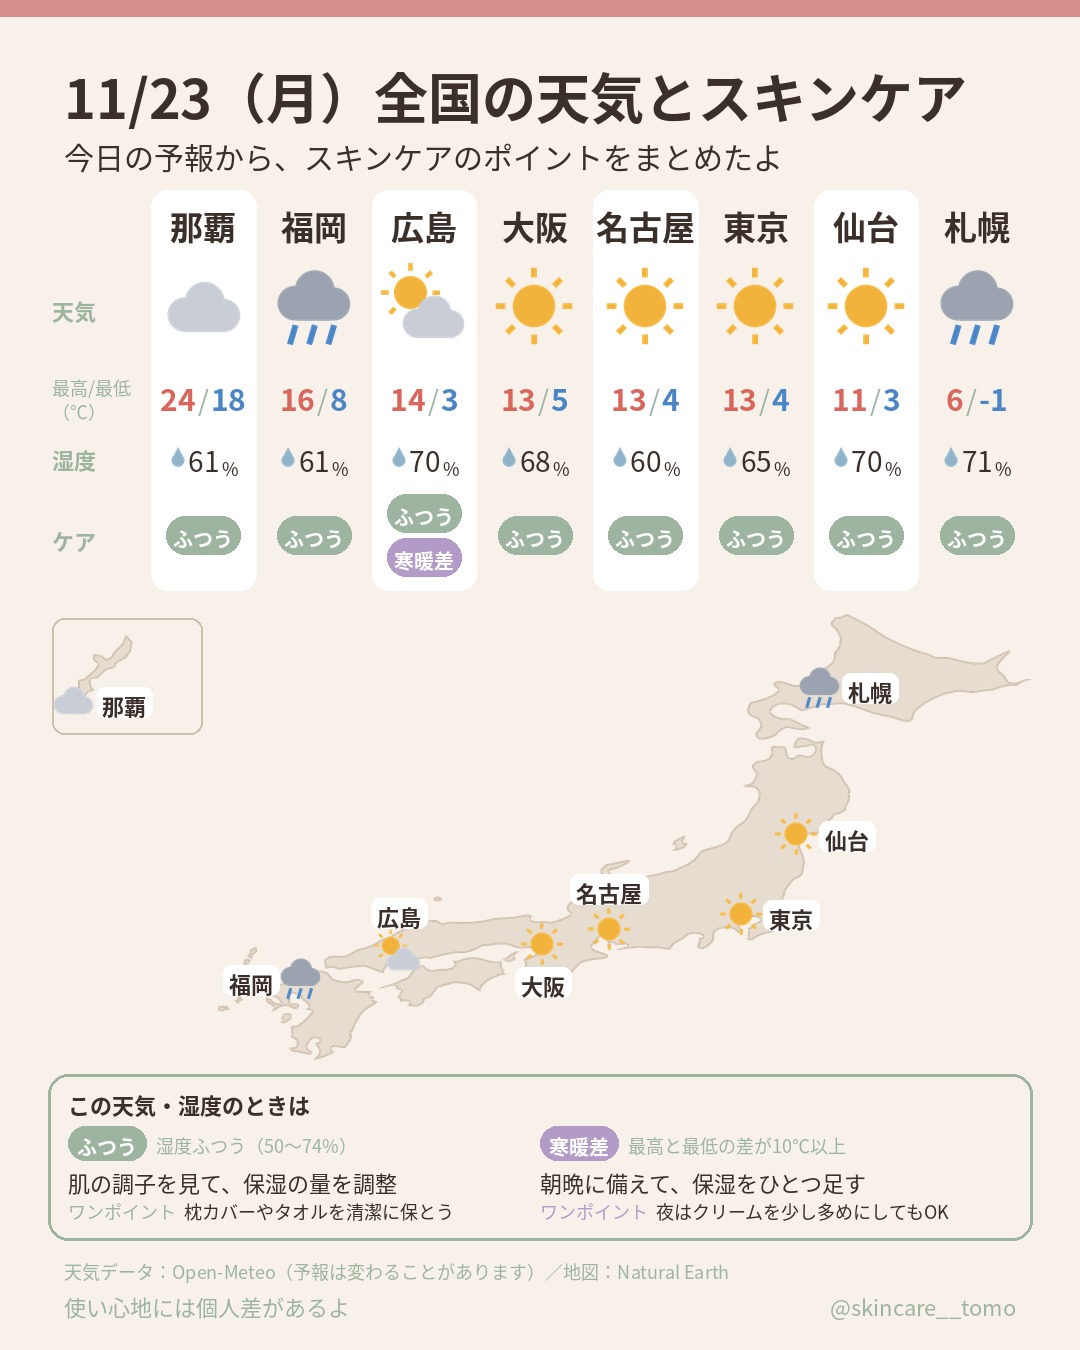 11/23（月）全国の天気とスキンケア
今日の予報から、スキンケアのポイントをまとめたよ
那覇 福岡 広島 大阪 名古屋 東京 仙台 札幌
天気
最高/最低
（℃）
24/18 16/8 14/3 13/5 13/4 13/4 11/3 6/-1
湿度 61% 61% 70% 68% 60% 65% 70% 71%
ケア ふつう ふつう ふつう ふつう ふつう ふつう ふつう ふつう
寒暖差
那覇
札幌
仙台
名古屋
広島
東京
福岡
大阪
この天気・湿度のときは
ふつう 湿度ふつう（50〜74%）
肌の調子を見て、保湿の量を調整
ワンポイント 枕カバーやタオルを清潔に保とう
寒暖差 最高と最低の差が10℃以上
朝晩に備えて、保湿をひとつ足す
ワンポイント 夜はクリームを少し多めにしてもOK
天気データ：Open-Meteo（予報は変わることがあります）／地図：Natural Earth
使い心地には個人差があるよ
@skincare__tomo